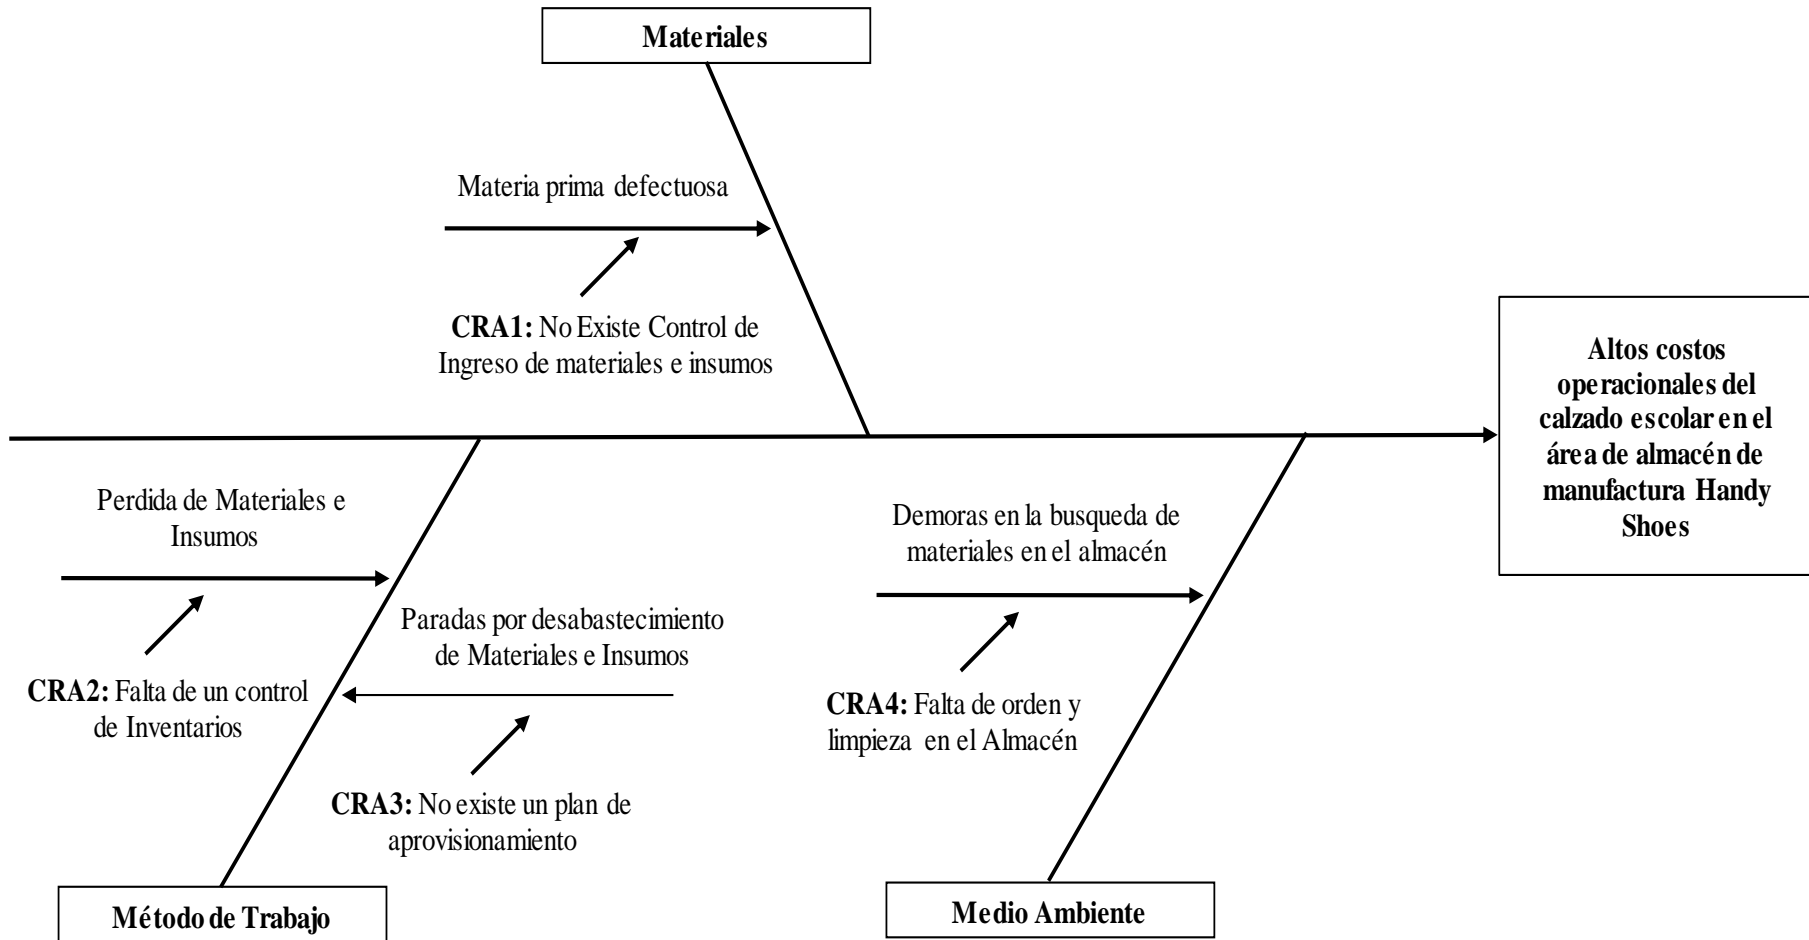 Materiales
Materia prima defectuosa
CRA1: No Existe Control de
Ingreso de materiales e insumos
Altos costos
operacionales del
calzado escolar en el
área de almacén de
manufactura Handy
Shoes
Perdida de Materiales e
Insumos
CRA2: Falta de un control
de Inventarios
Paradas por desabastecimiento
de Materiales e Insumos
CRA3: No existe un plan de
aprovisionamiento
Demoras en la busqueda de
materiales en el almacén
CRA4: Falta de orden y
limpieza en el Almacén
Método de Trabajo
Medio Ambiente